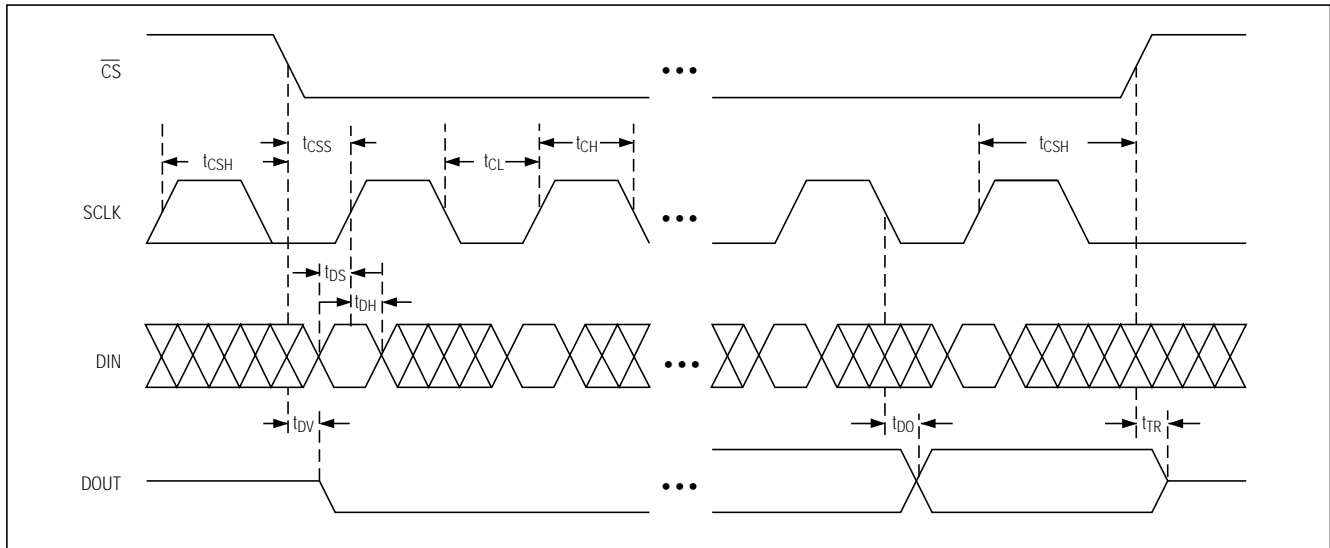 CS
tCSH
tCSS
tCL
tCH
tCSH
SCLK
tDS
tDH
DIN
tDV
tDO
tTR
DOUT